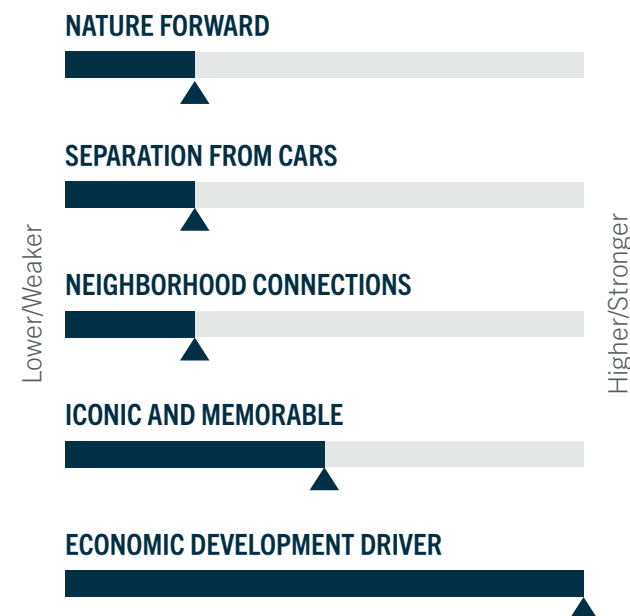 NATURE FORWARD
SEPARATION FROM CARS
NEIGHBORHOOD CONNECTIONS
ICONIC AND MEMORABLE
ECONOMIC DEVELOPMENT DRIVER
Lower/Weaker
Higher/Stronger